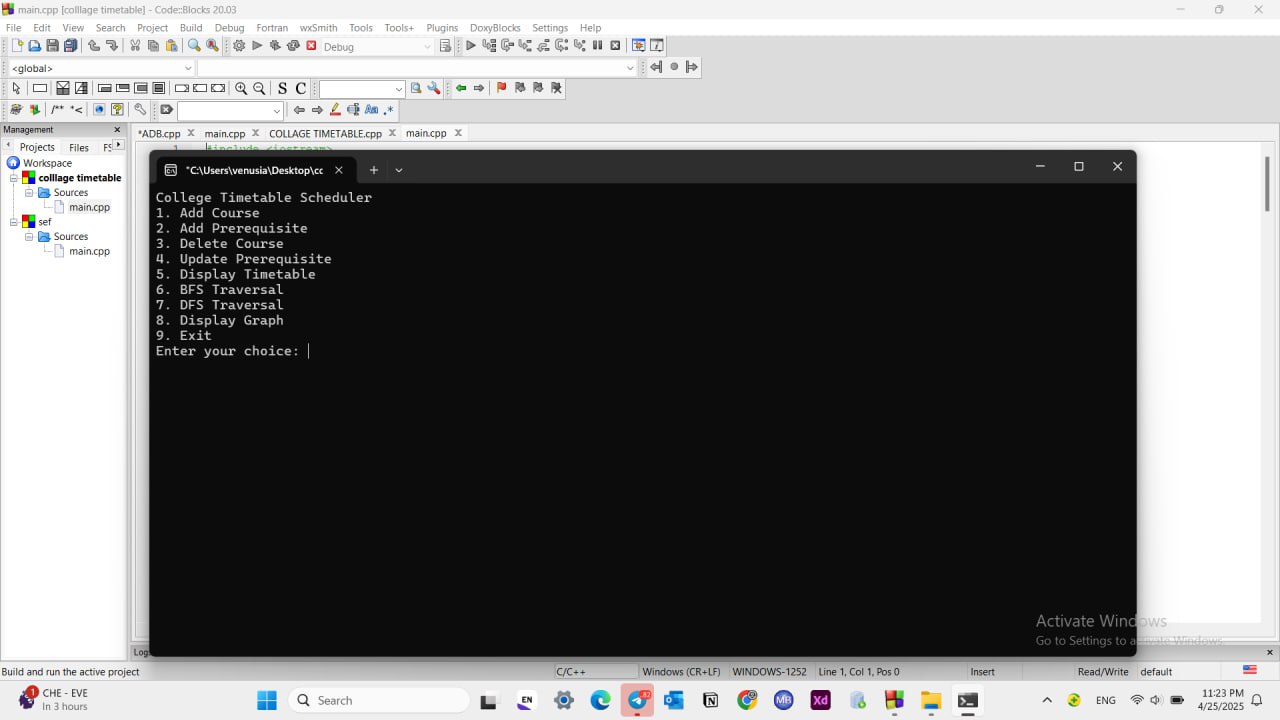 main.cpp [colllage timetable] - Code::Blocks 20.03
File Edit View Search Project Build Debug Fortran wxSmith Tools Tools+ Plugins DoxyBlocks Settings Help
Debug
<global>
S C
/** *< Aa .*
Management
Projects Files FS
*ADB.cpp main.cpp COLLAGE TIMETABLE.cpp main.cpp
Workspace
1 #include <iostream>
colllage timetable
Sources
main.cpp
sef
Sources
main.cpp
"C:\Users\venusia\Desktop\cc
College Timetable Scheduler
1. Add Course
2. Add Prerequisite
3. Delete Course
4. Update Prerequisite
5. Display Timetable
6. BFS Traversal
7. DFS Traversal
8. Display Graph
9. Exit
Enter your choice:
Activate Windows
Go to Settings to activate Windows.
Log
Build and run the active project C/C++ Windows (CR+LF) WINDOWS-1252 Line 1, Col 1, Pos 0 Insert Read/Write default
1 CHE - EVE
In 3 hours
Search
EN
MB
Xd
ENG
11:23 PM
4/25/2025